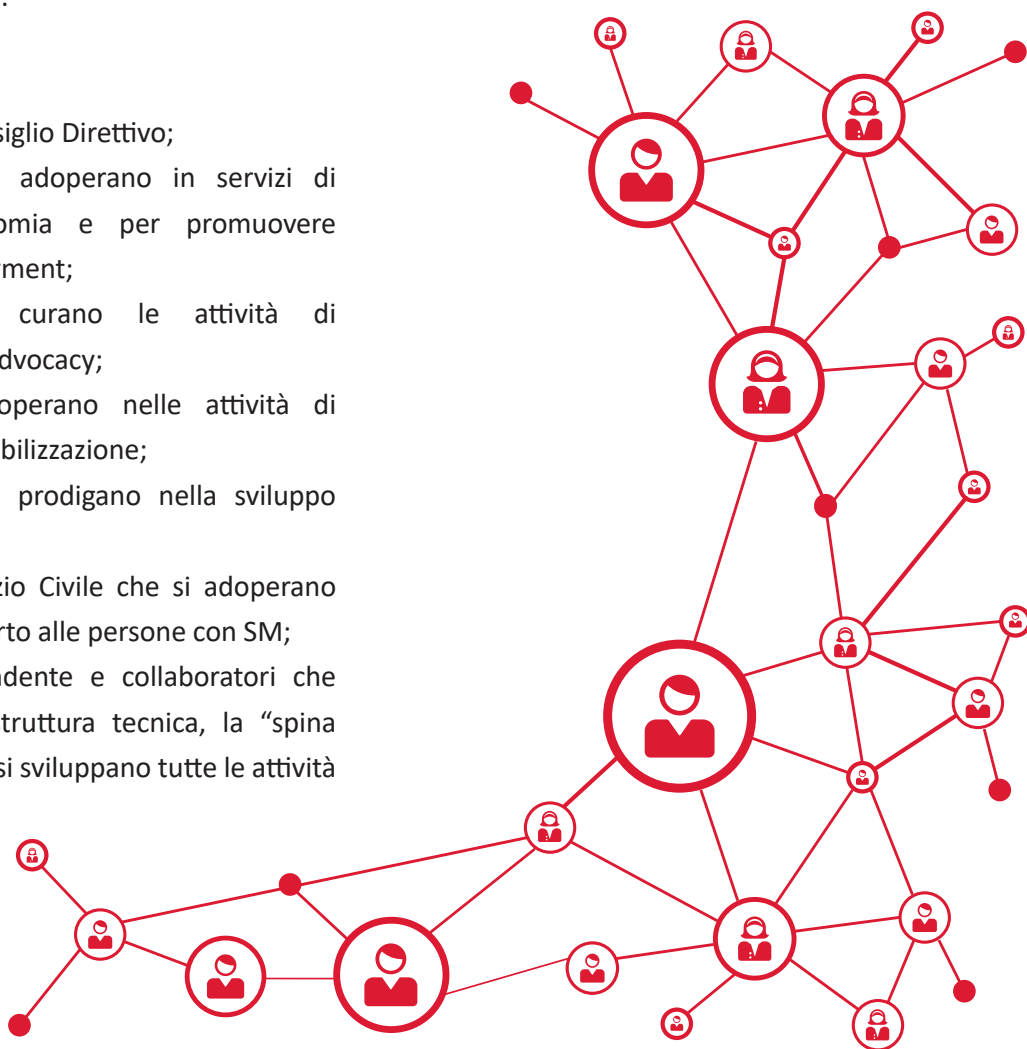 siglio Direttivo;
adoperano in servizi di
omia e per promuovere
rment;
curano le attività di
dvocacy;
operano nelle attività di
bilizzazione;
prodigano nella sviluppo
zio Civile che si adoperano
rto alle persone con SM;
ndente e collaboratori che
truttura tecnica, la “spina
si sviluppano tutte le attività